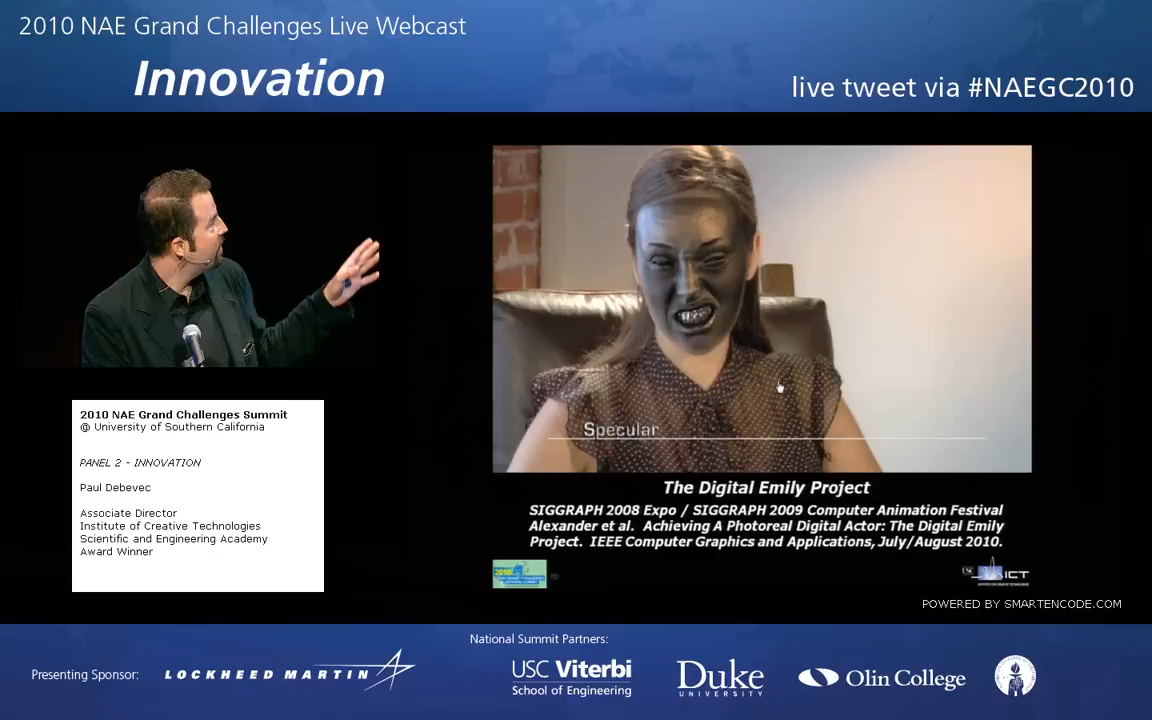 2010 NAE Grand Challenges Live Webcast
Innovation
live tweet via #NAEGC2010
Specular
The Digital Emily Project
SIGGRAPH 2008 Expo / SIGGRAPH 2009 Computer Animation Festival
Alexander et al. Achieving A Photoreal Digital Actor: The Digital Emily
Project. IEEE Computer Graphics and Applications, July/August 2010.
2010 NAE Grand Challenges Summit
@ University of Southern California
PANEL 2 - INNOVATION
Paul Debevec
Associate Director
Institute of Creative Technologies
Scientific and Engineering Academy
Award Winner
2010
USC ICT
POWERED BY SMARTENCODE.COM
National Summit Partners:
Presenting Sponsor:
LOCKHEED MARTIN
USC Viterbi
School of Engineering
Duke
UNIVERSITY
Olin College